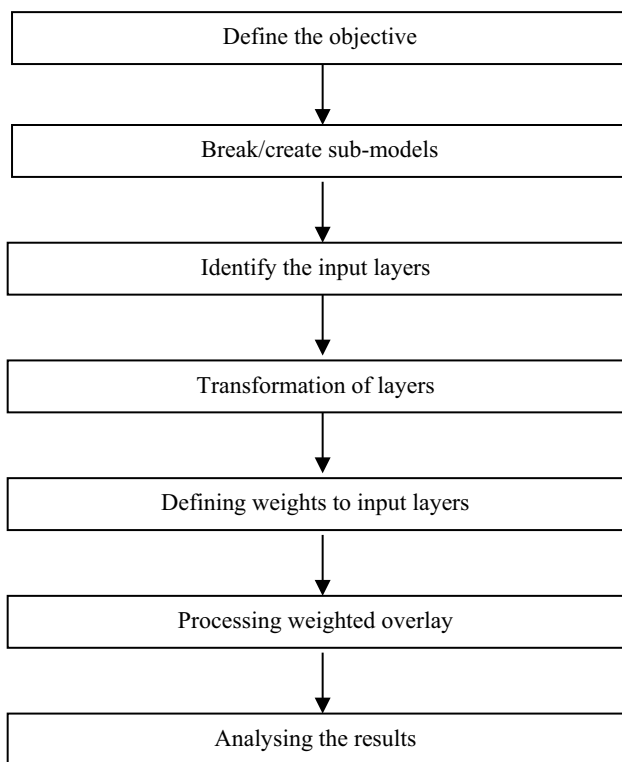 Define the objective
Break/create sub-models
Identify the input layers
Transformation of layers
Defining weights to input layers
Processing weighted overlay
Analysing the results